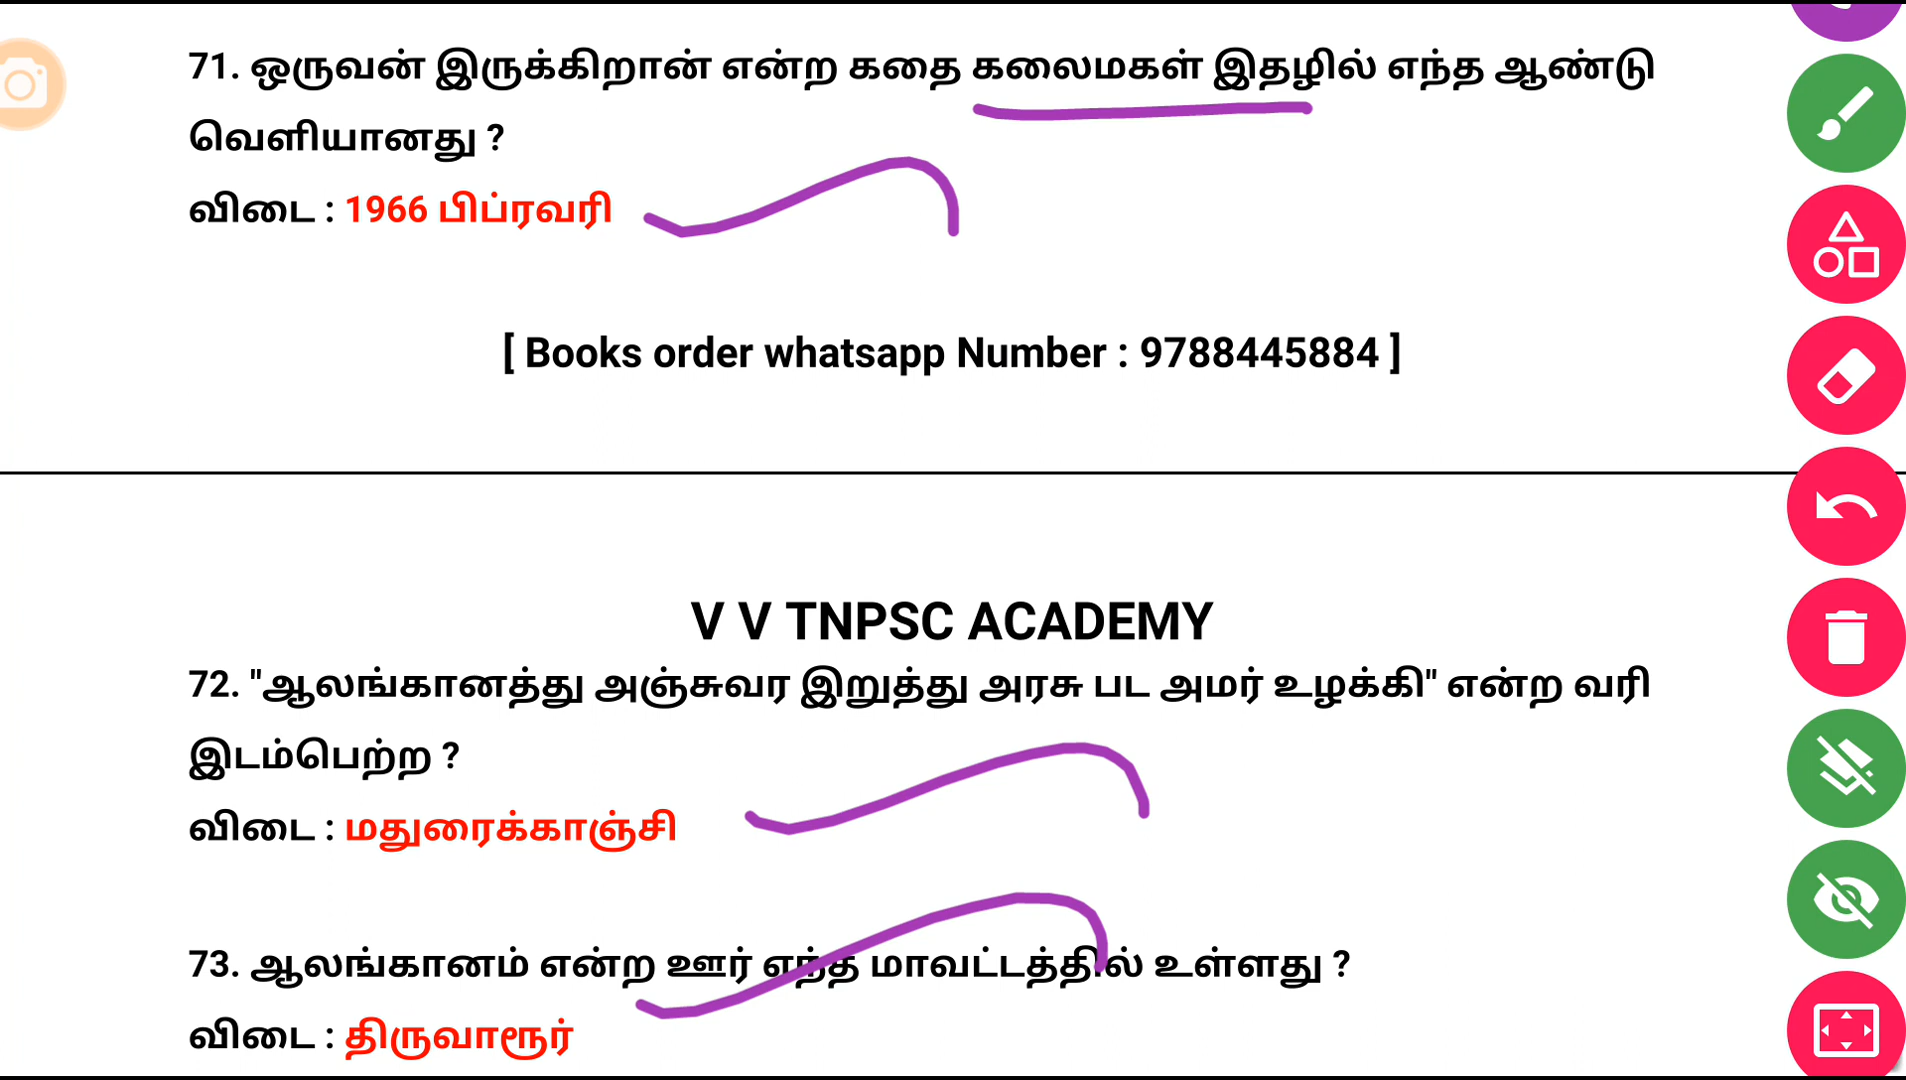 71. ஒருவன் இருக்கிறான் என்ற கதை கலைமகள் இதழில் எந்த ஆண்டு
வெளியானது ?
விடை : 1966 பிப்ரவரி
[ Books order whatsapp Number : 9788445884 ]
V V TNPSC ACADEMY
72. "ஆலங்கானத்து அஞ்சுவர இறுத்து அரசு பட அமர் உழக்கி" என்ற வரி
இடம்பெற்ற ?
விடை : மதுரைக்காஞ்சி
73. ஆலங்கானம் என்ற ஊர் எந்த மாவட்டத்தில் உள்ளது ?
விடை : திருவாரூர்